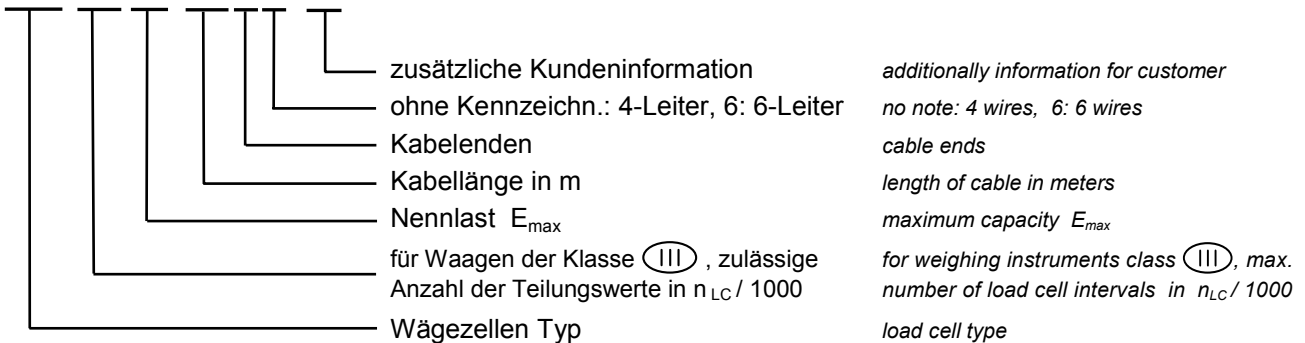 zusätzliche Kundeninformation additionally information for customer
ohne Kennzeichn.: 4-Leiter, 6: 6-Leiter no note: 4 wires, 6: 6 wires
Kabelenden cable ends
Kabellänge in m length of cable in meters
Nennlast Emax maximum capacity Emax
für Waagen der Klasse III , zulässige for weighing instruments class III, max.
Anzahl der Teilungswerte in n LC / 1000 number of load cell intervals in nLC / 1000
Wägezellen Typ load cell type